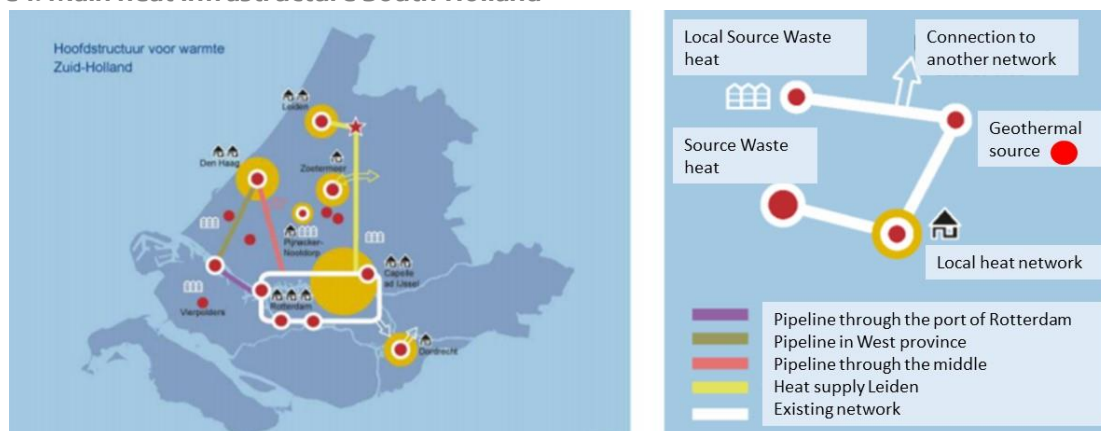 Hoofdstructuur voor warmte
Zuid-Holland
Leiden
Den Haag
Zoetermeer
Pijnacker-
Nootdorp
Capelle
ad IJssel
Rotterdam
Vierpolders
Dordrecht
Local Source Waste
heat
Connection to
another network
Source Waste
heat
Geothermal
source
Local heat network
Pipeline through the port of Rotterdam
Pipeline in West province
Pipeline through the middle
Heat supply Leiden
Existing network